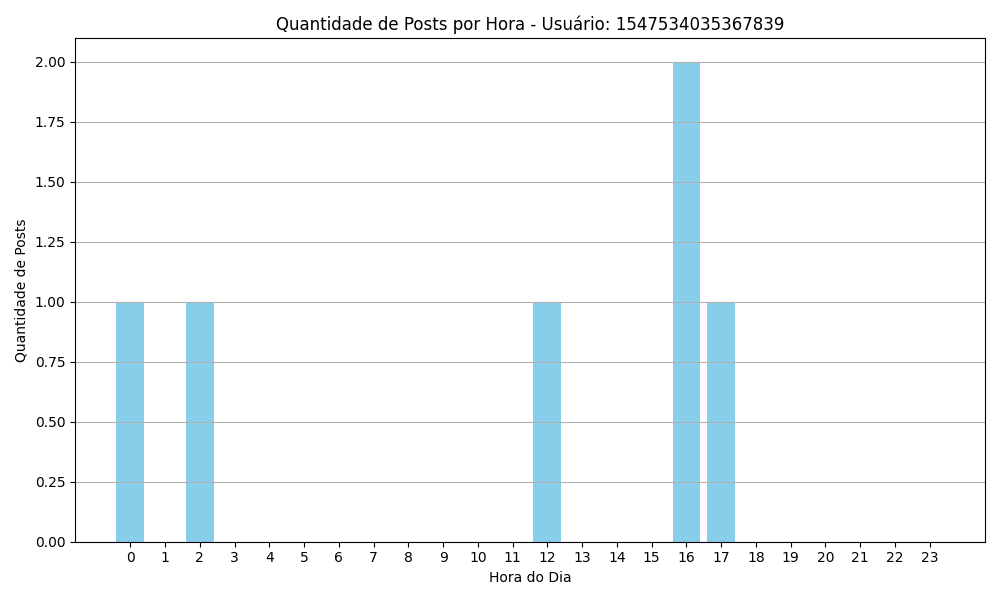 Quantidade de Posts por Hora - Usuário: 1547534035367839
2.00
1.75
1.50
1.25
1.00
0.75
0.50
0.25
0.00
Quantidade de Posts
0 1 2 3 4 5 6 7 8 9 10 11 12 13 14 15 16 17 18 19 20 21 22 23
Hora do Dia